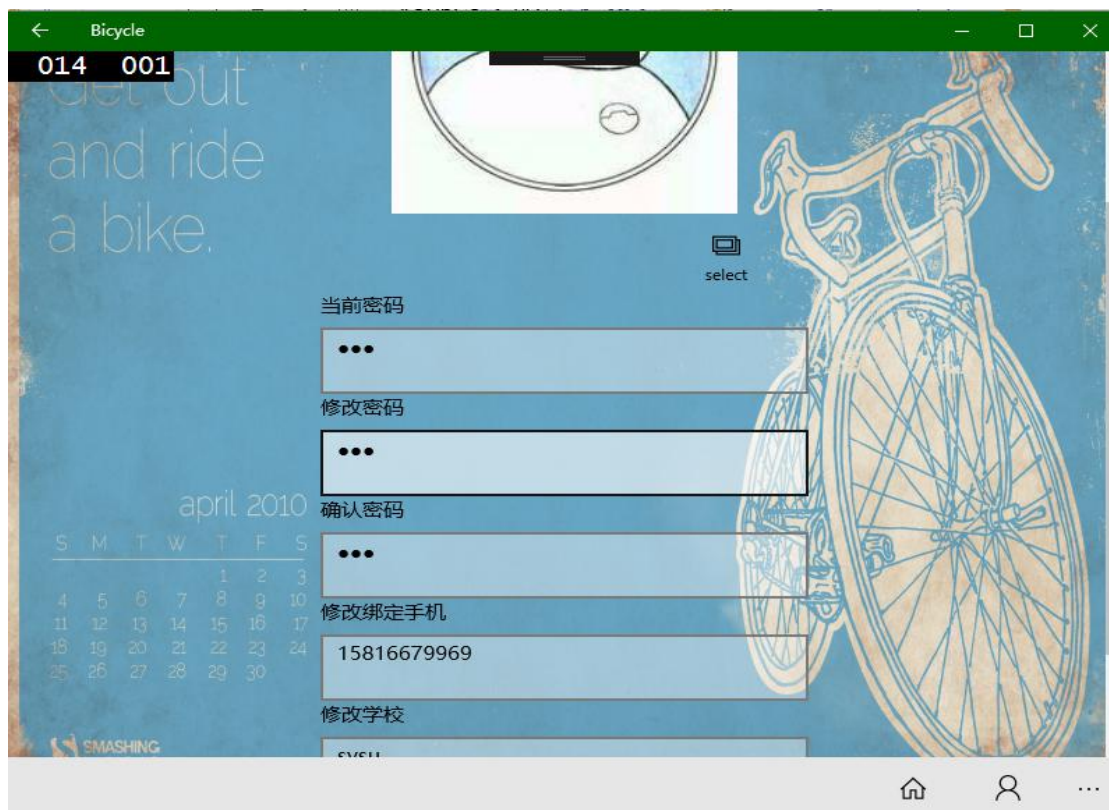 Bicycle
014 001
Get out
and ride
a bike.
select
当前密码
•••
修改密码
•••
april 2010
确认密码
•••
S M T W T F S
1 2 3
4 5 6 7 8 9 10
11 12 13 14 15 16 17
18 19 20 21 22 23 24
25 26 27 28 29 30
修改绑定手机
15816679969
修改学校
sysu
SMASHING